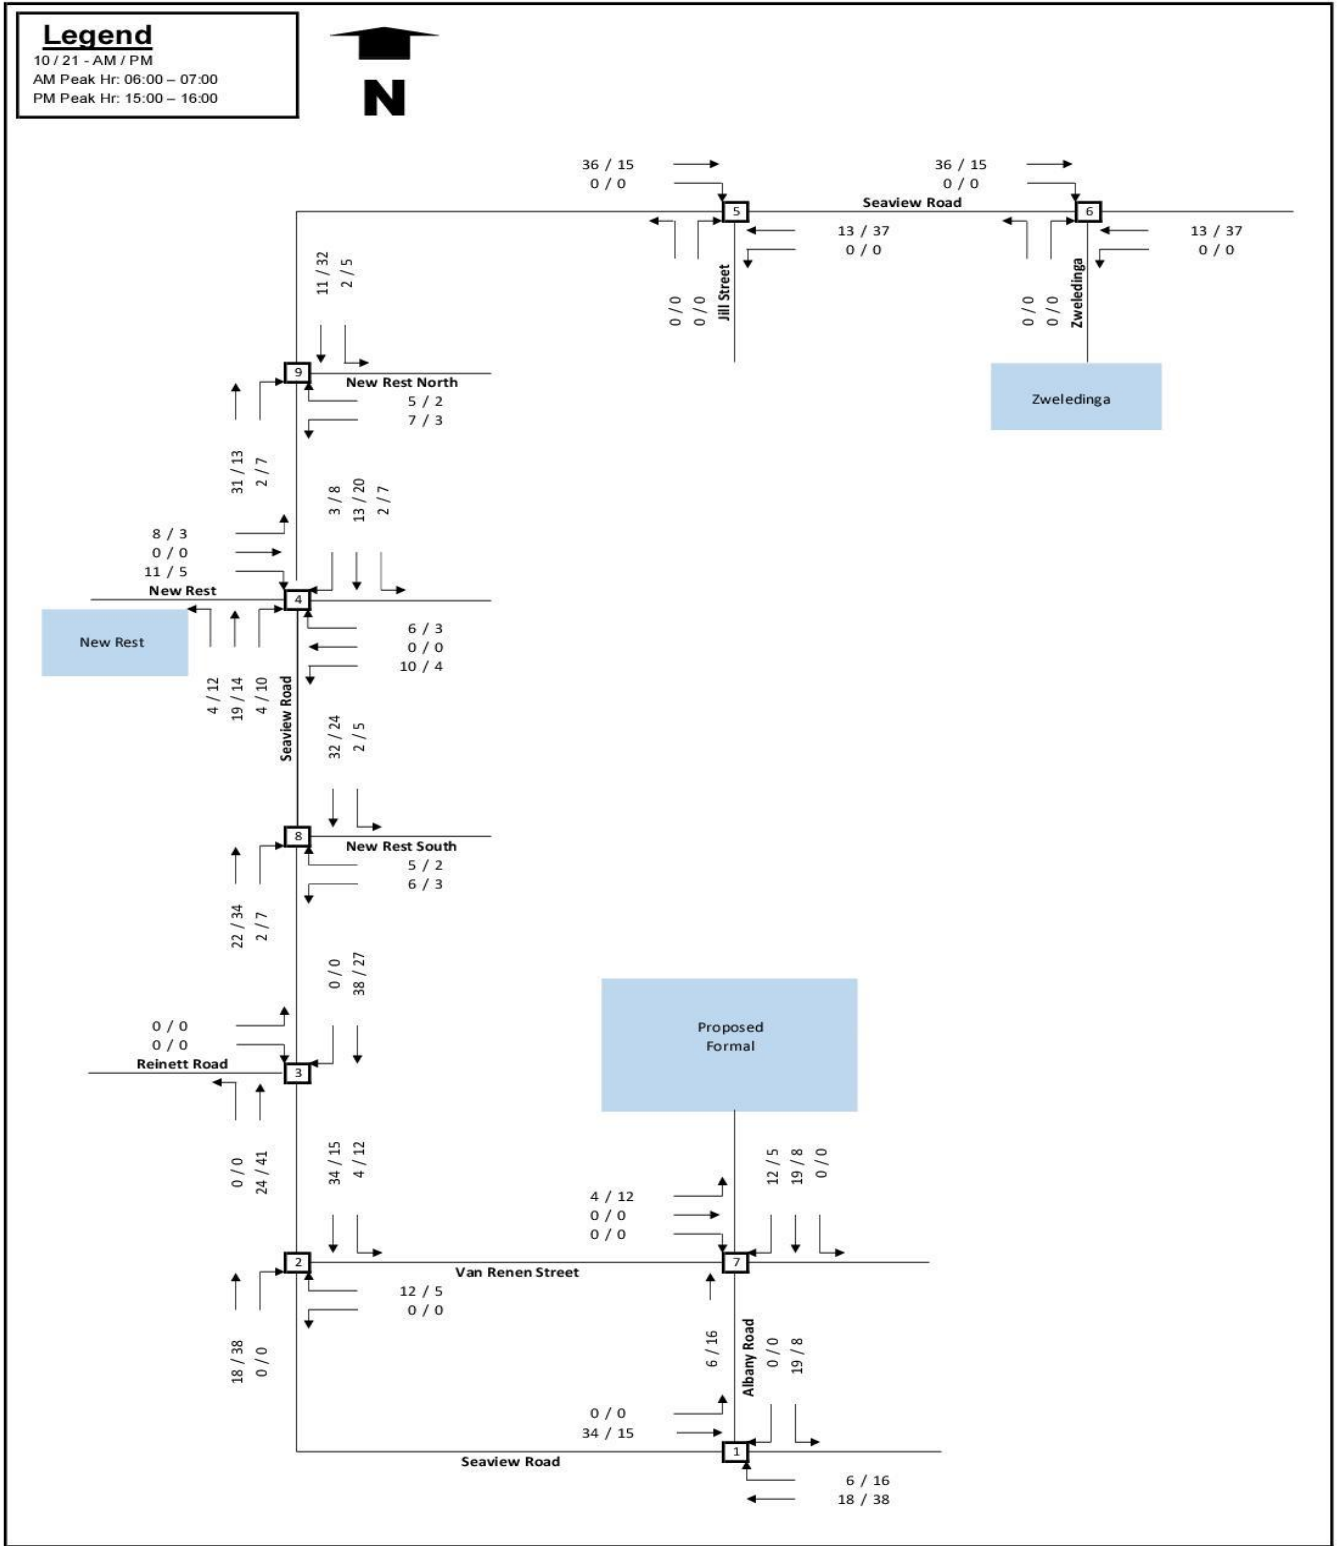 Legend
10 / 21 - AM / PM
AM Peak Hr: 06:00 – 07:00
PM Peak Hr: 15:00 – 16:00
N
36 / 15
0 / 0
36 / 15
0 / 0
Seaview Road
5
6
13 / 37
0 / 0
13 / 37
0 / 0
0 / 0
0 / 0
Jill Street
0 / 0
0 / 0
Zweledinga
Zweledinga
11 / 32
2 / 5
9
New Rest North
5 / 2
7 / 3
31 / 13
2 / 7
3 / 8
13 / 20
2 / 7
8 / 3
0 / 0
11 / 5
New Rest
4
New Rest
6 / 3
0 / 0
10 / 4
4 / 12
19 / 14
4 / 10
Seaview Road
32 / 24
2 / 5
8
New Rest South
5 / 2
6 / 3
22 / 34
2 / 7
0 / 0
38 / 27
0 / 0
0 / 0
Reinett Road
3
Proposed
Formal
0 / 0
24 / 41
34 / 15
4 / 12
4 / 12
0 / 0
0 / 0
12 / 5
19 / 8
0 / 0
2
Van Renen Street
7
12 / 5
0 / 0
18 / 38
0 / 0
6 / 16
Albany Road
0 / 0
19 / 8
0 / 0
34 / 15
1
Seaview Road
6 / 16
18 / 38